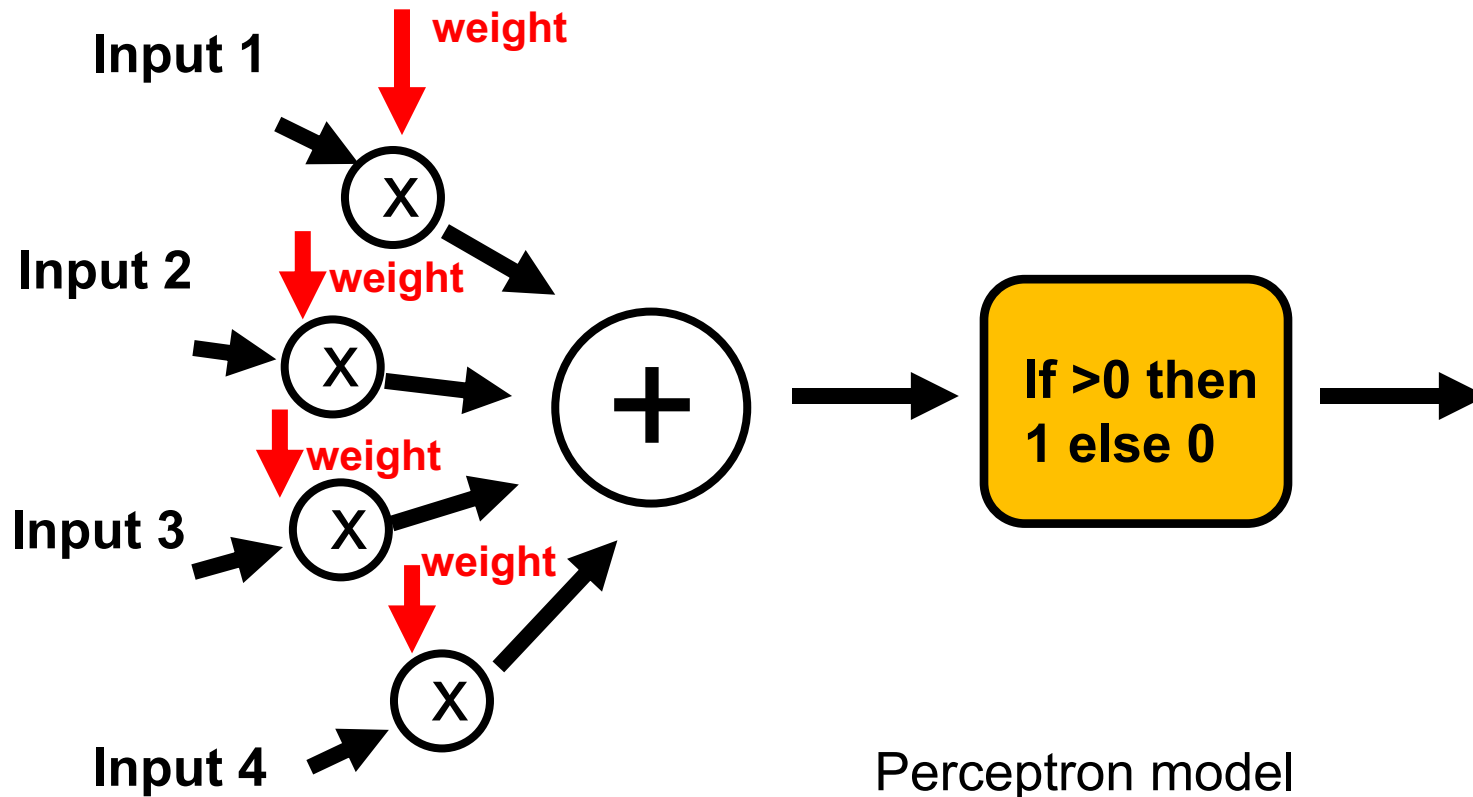 weight
Input 1
X
Input 2
weight
X
weight
Input 3
X
weight
X
Input 4
+
If >0 then
1 else 0
Perceptron model